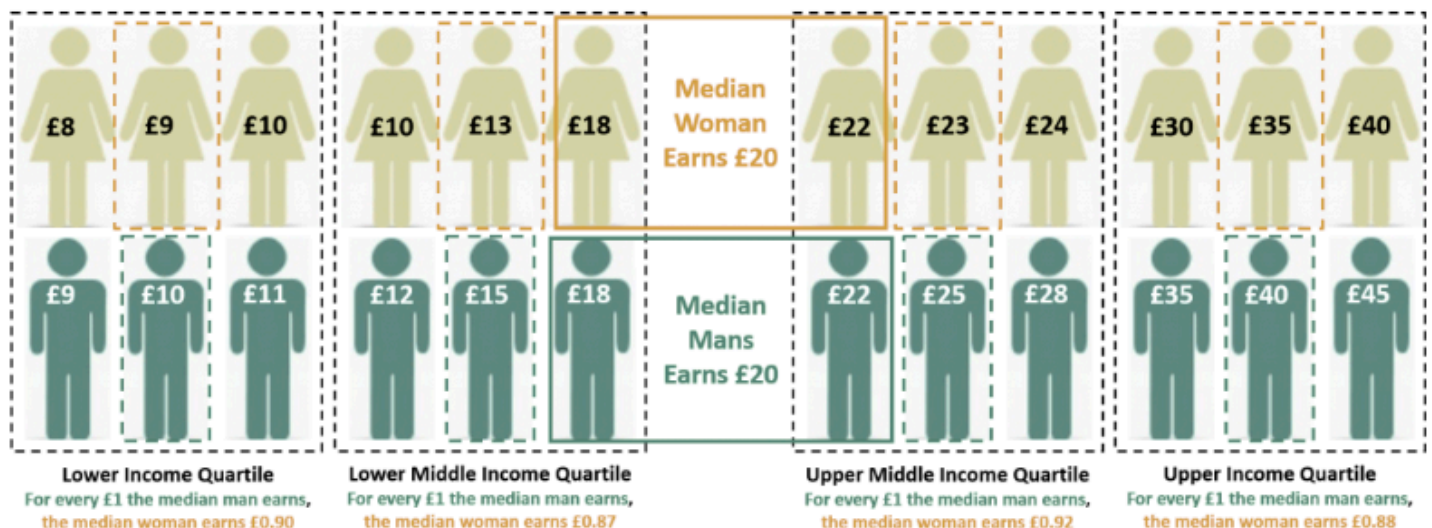 £8 £9 £10 £10 £13 £18 £22 £23 £24 £30 £35 £40
Median
Woman
Earns £20
£9 £10 £11 £12 £15 £18 £22 £25 £28 £35 £40 £45
Median
Mans
Earns £20
Lower Income Quartile
For every £1 the median man earns,
the median woman earns £0.90
Lower Middle Income Quartile
For every £1 the median man earns,
the median woman earns £0.87
Upper Middle Income Quartile
For every £1 the median man earns,
the median woman earns £0.92
Upper Income Quartile
For every £1 the median man earns,
the median woman earns £0.88